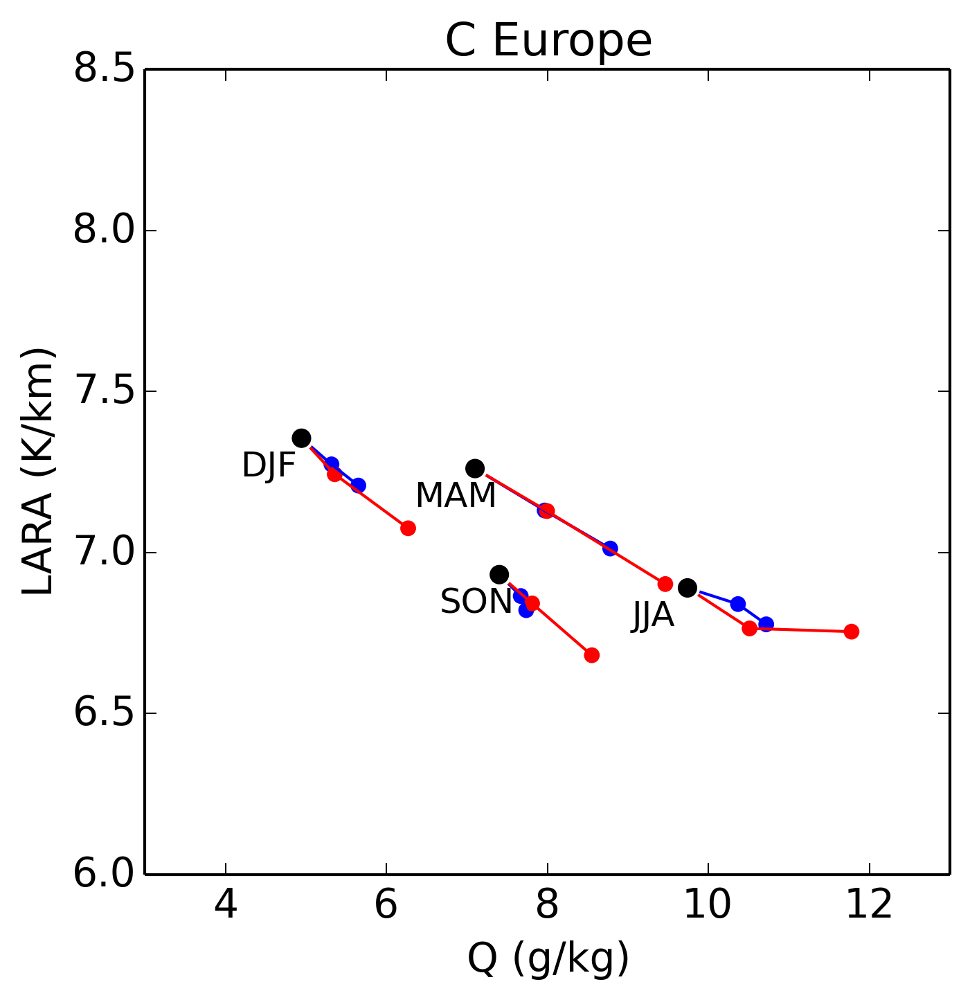 C Europe
8.5
8.0
7.5
7.0
6.5
6.0
LARA (K/km)
DJF
MAM
SON
JJA
4 6 8 10 12
Q (g/kg)